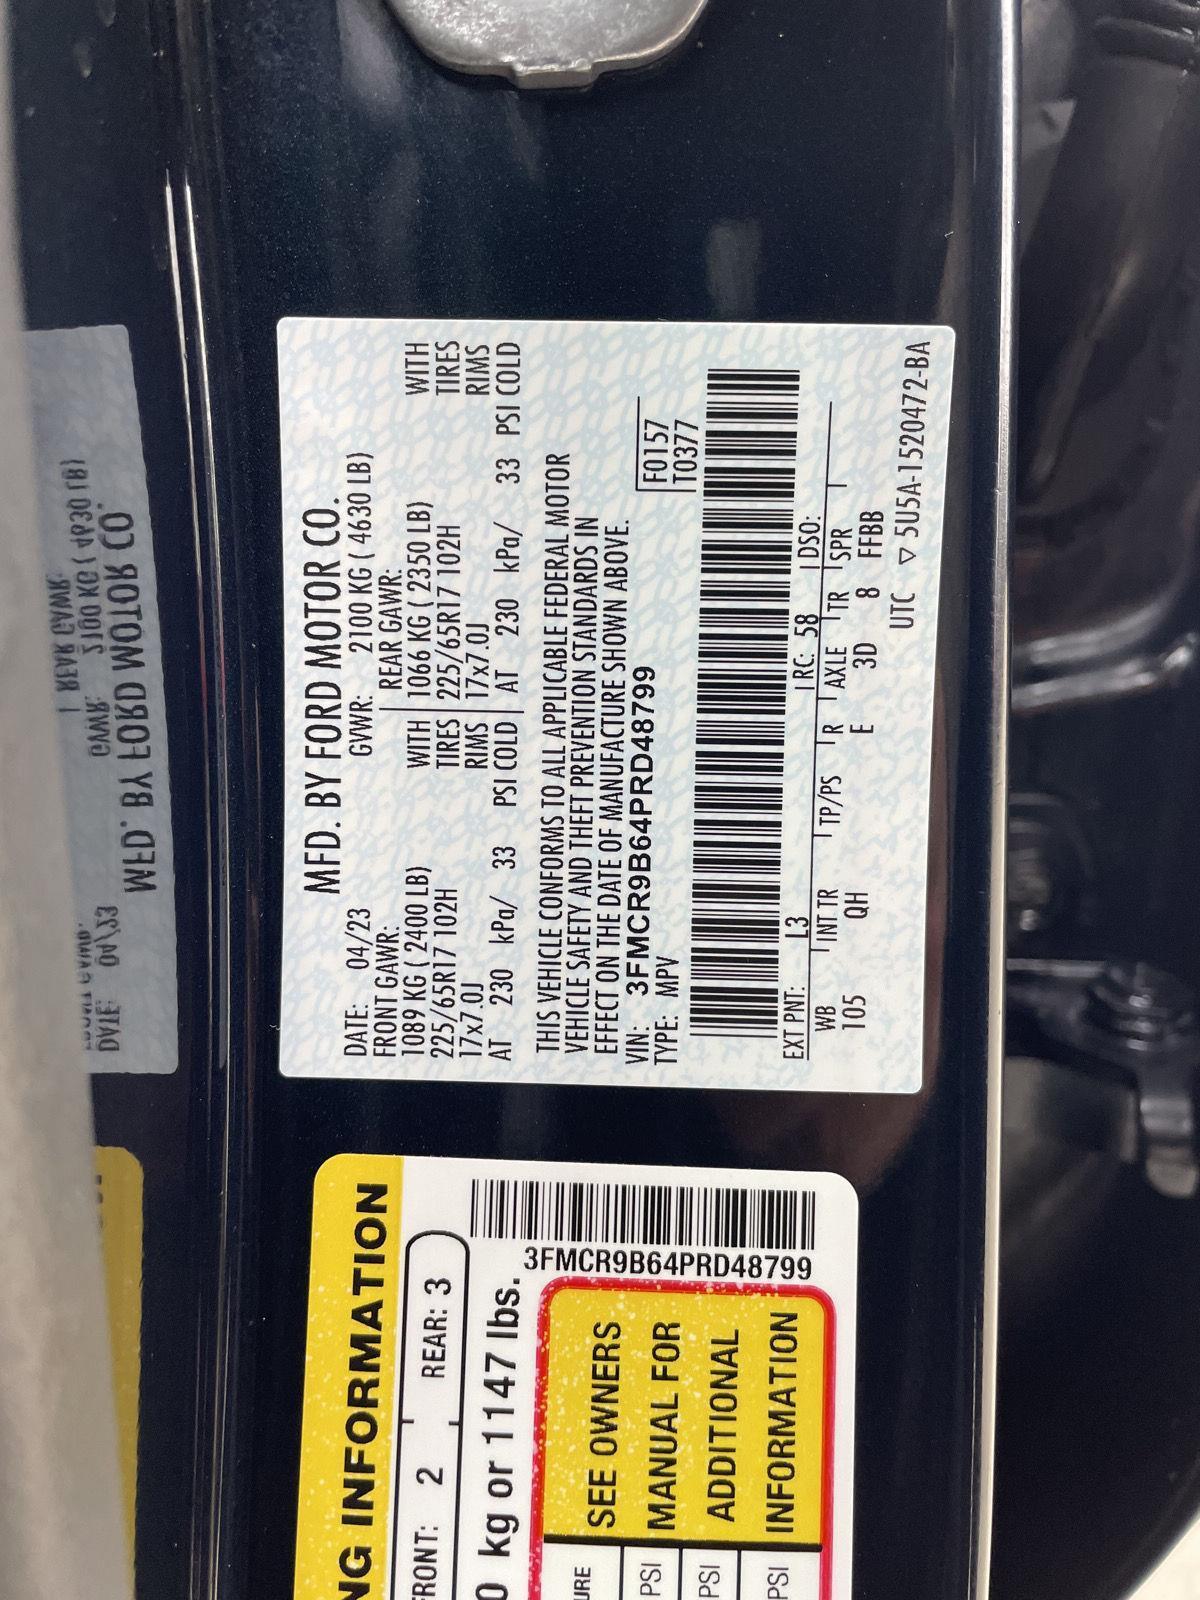 MFD. BY FORD MOTOR CO.
DATE: 04/23 GVWR: 2100 KG ( 4630 LB)
FRONT GAWR: REAR GAWR:
1089 KG ( 2400 LB) WITH 1066 KG ( 2350 LB) WITH
225/65R17 102H TIRES 225/65R17 102H TIRES
17x7.0J RIMS 17x7.0J RIMS
AT 230 kPa/ 33 PSI COLD AT 230 kPa/ 33 PSI COLD
THIS VEHICLE CONFORMS TO ALL APPLICABLE FEDERAL MOTOR
VEHICLE SAFETY AND THEFT PREVENTION STANDARDS IN
EFFECT ON THE DATE OF MANUFACTURE SHOWN ABOVE.
VIN: 3FMCR9B64PRD48799 F0157
TYPE: MPV T0377
EXT PNT: L3 RC: 58 DSO:
WB INT TR TP/PS R AXLE TR SPR
105 QH E 3D 8 FFBB
UTC ▽ 5U5A-1520472-BA
NG INFORMATION
FRONT: 2 REAR: 3
0 kg or 1147 lbs.
3FMCR9B64PRD48799
URE SEE OWNERS
PSI MANUAL FOR
PSI ADDITIONAL
PSI INFORMATION